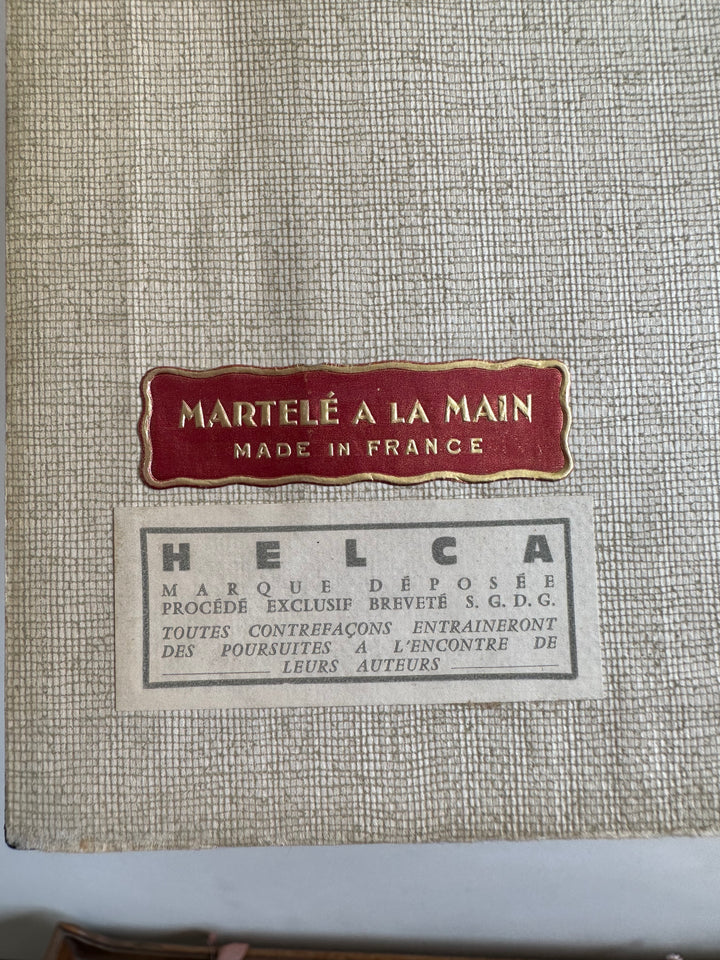 MARTELÉ A LA MAIN
MADE IN FRANCE
HELCA
MARQUE DÉPOSÉE
PROCÉDÉ EXCLUSIF BREVETÉ S. G. D. G.
TOUTES CONTREFAÇONS ENTRAINERONT
DES POURSUITES A L'ENCONTRE DE
LEURS AUTEURS